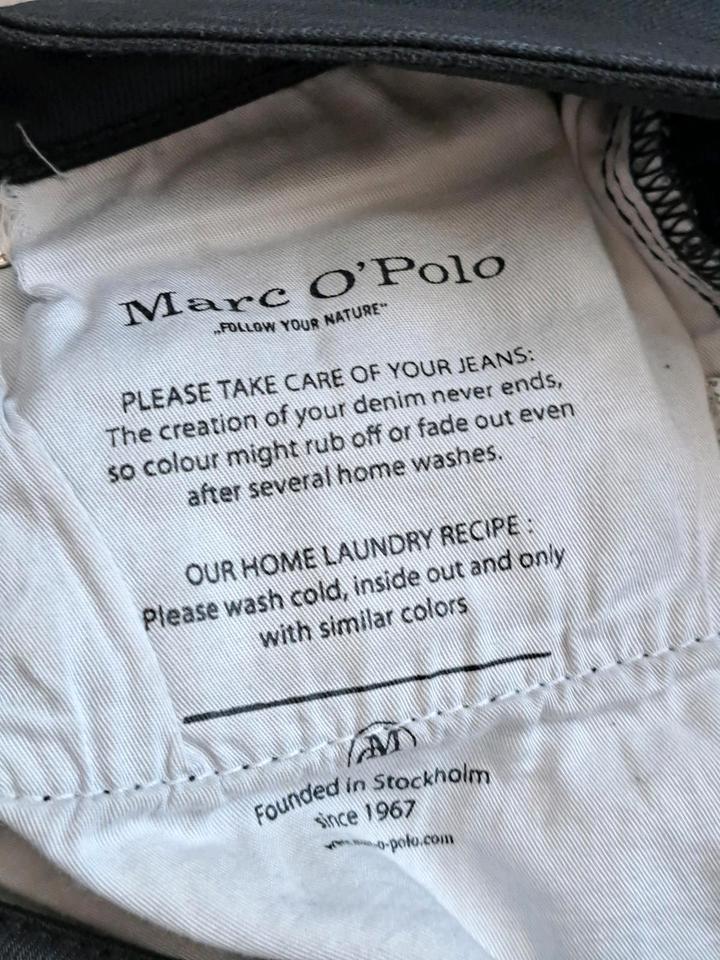 Marc O'Polo
„FOLLOW YOUR NATURE"
PLEASE TAKE CARE OF YOUR JEANS:
The creation of your denim never ends,
so colour might rub off or fade out even
after several home washes.
OUR HOME LAUNDRY RECIPE :
Please wash cold, inside out and only
with similar colors
M
Founded in Stockholm
since 1967
o-polo.com